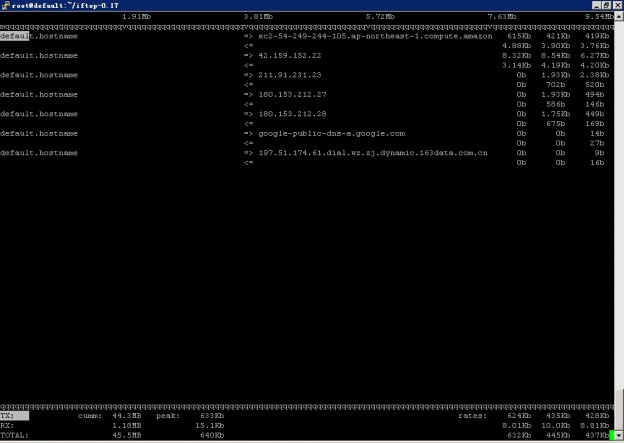 root@default:~/iftop-0.17
1.91Mb 3.81Mb 5.72Mb 7.63Mb 9.54Mb
default.hostname => ec2-54-249-244-105.ap-northeast-1.compute.amazon 615Kb 421Kb 419Kb
<= 4.88Kb 3.90Kb 3.76Kb
default.hostname => 42.159.152.22 8.32Kb 8.54Kb 6.27Kb
<= 3.14Kb 4.19Kb 4.20Kb
default.hostname => 211.91.231.23 0b 1.93Kb 2.38Kb
<= 0b 702b 520b
default.hostname => 180.153.212.27 0b 1.93Kb 494b
<= 0b 586b 146b
default.hostname => 180.153.212.28 0b 1.75Kb 449b
<= 0b 675b 169b
default.hostname => google-public-dns-a.google.com 0b 0b 14b
<= 0b 0b 27b
default.hostname => 197.51.174.61.dial.wz.zj.dynamic.163data.com.cn 0b 0b 9b
<= 0b 0b 16b
TX: cumm: 44.3MB peak: 633Kb rates: 624Kb 435Kb 428Kb
RX: 1.18MB 15.1Kb 8.01Kb 10.0Kb 8.81Kb
TOTAL: 45.5MB 640Kb 632Kb 445Kb 437Kb